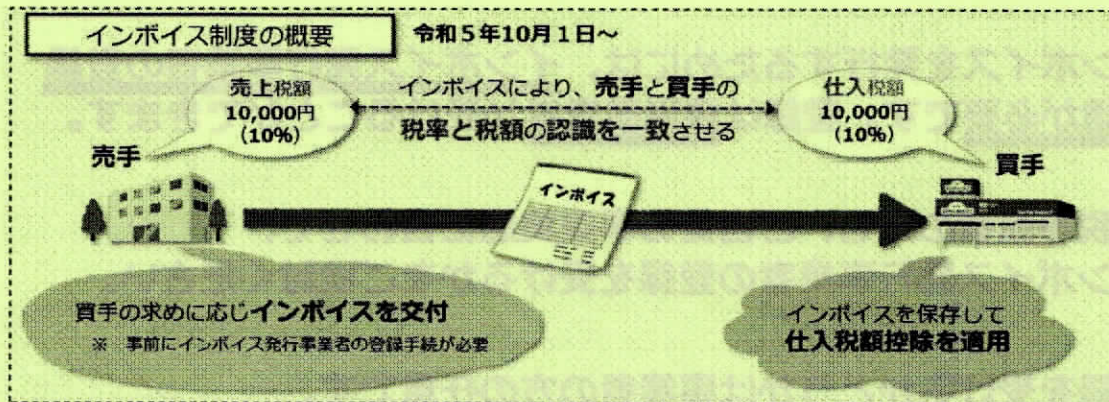 インボイス制度の概要
令和5年10月1日～
売上税額
10,000円
(10%)
インボイスにより、売手と買手の
税率と税額の認識を一致させる
仕入税額
10,000円
(10%)
売手
買手
インボイス
買手の求めに応じインボイスを交付
※ 事前にインボイス発行事業者の登録手続が必要
インボイスを保存して
仕入税額控除を適用